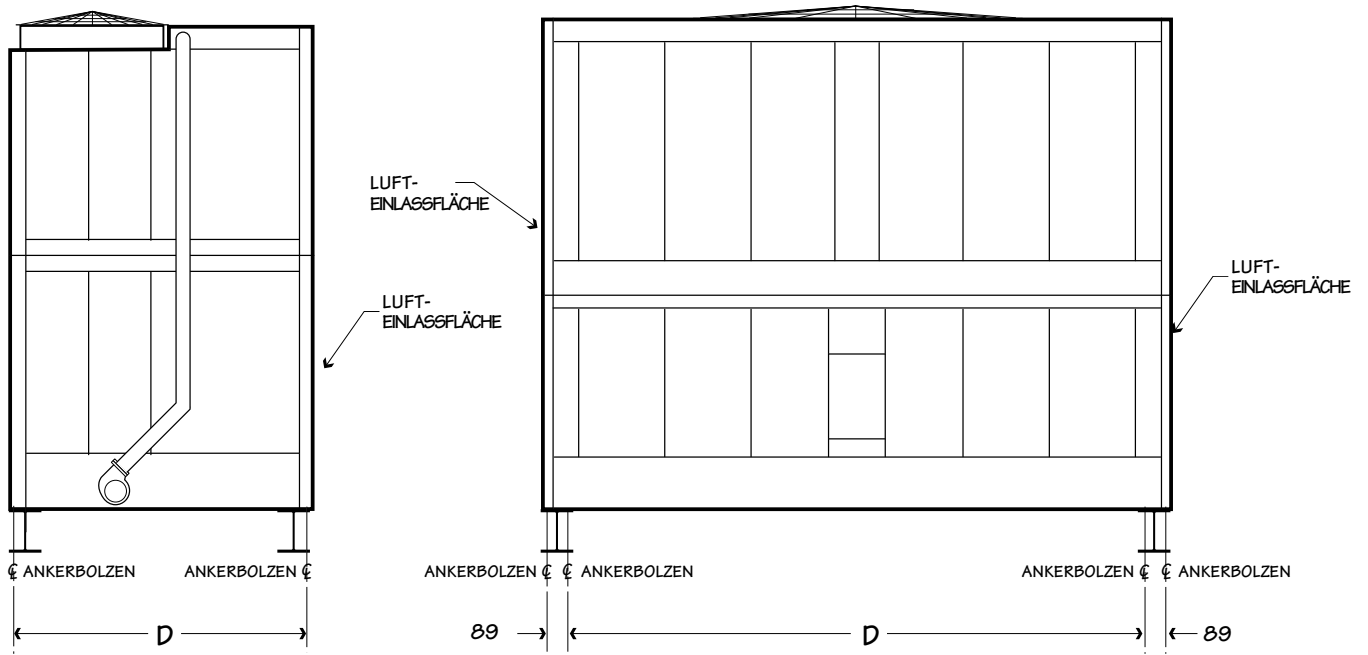 LUFT-
EINLASSFLÄCHE
LUFT-
EINLASSFLÄCHE
LUFT-
EINLASSFLÄCHE
℄ ANKERBOLZEN ANKERBOLZEN ℄
ANKERBOLZEN ℄ ℄ ANKERBOLZEN ANKERBOLZEN ℄ ℄ ANKERBOLZEN
D
89 D 89